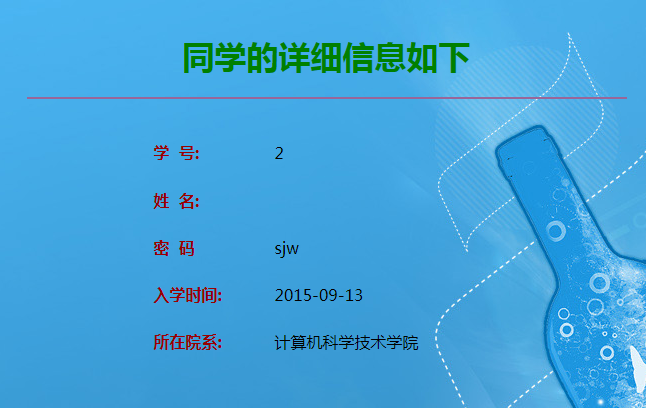 同学的详细信息如下
学 号: 2
姓 名:
密 码 sjw
入学时间: 2015-09-13
所在院系: 计算机科学技术学院